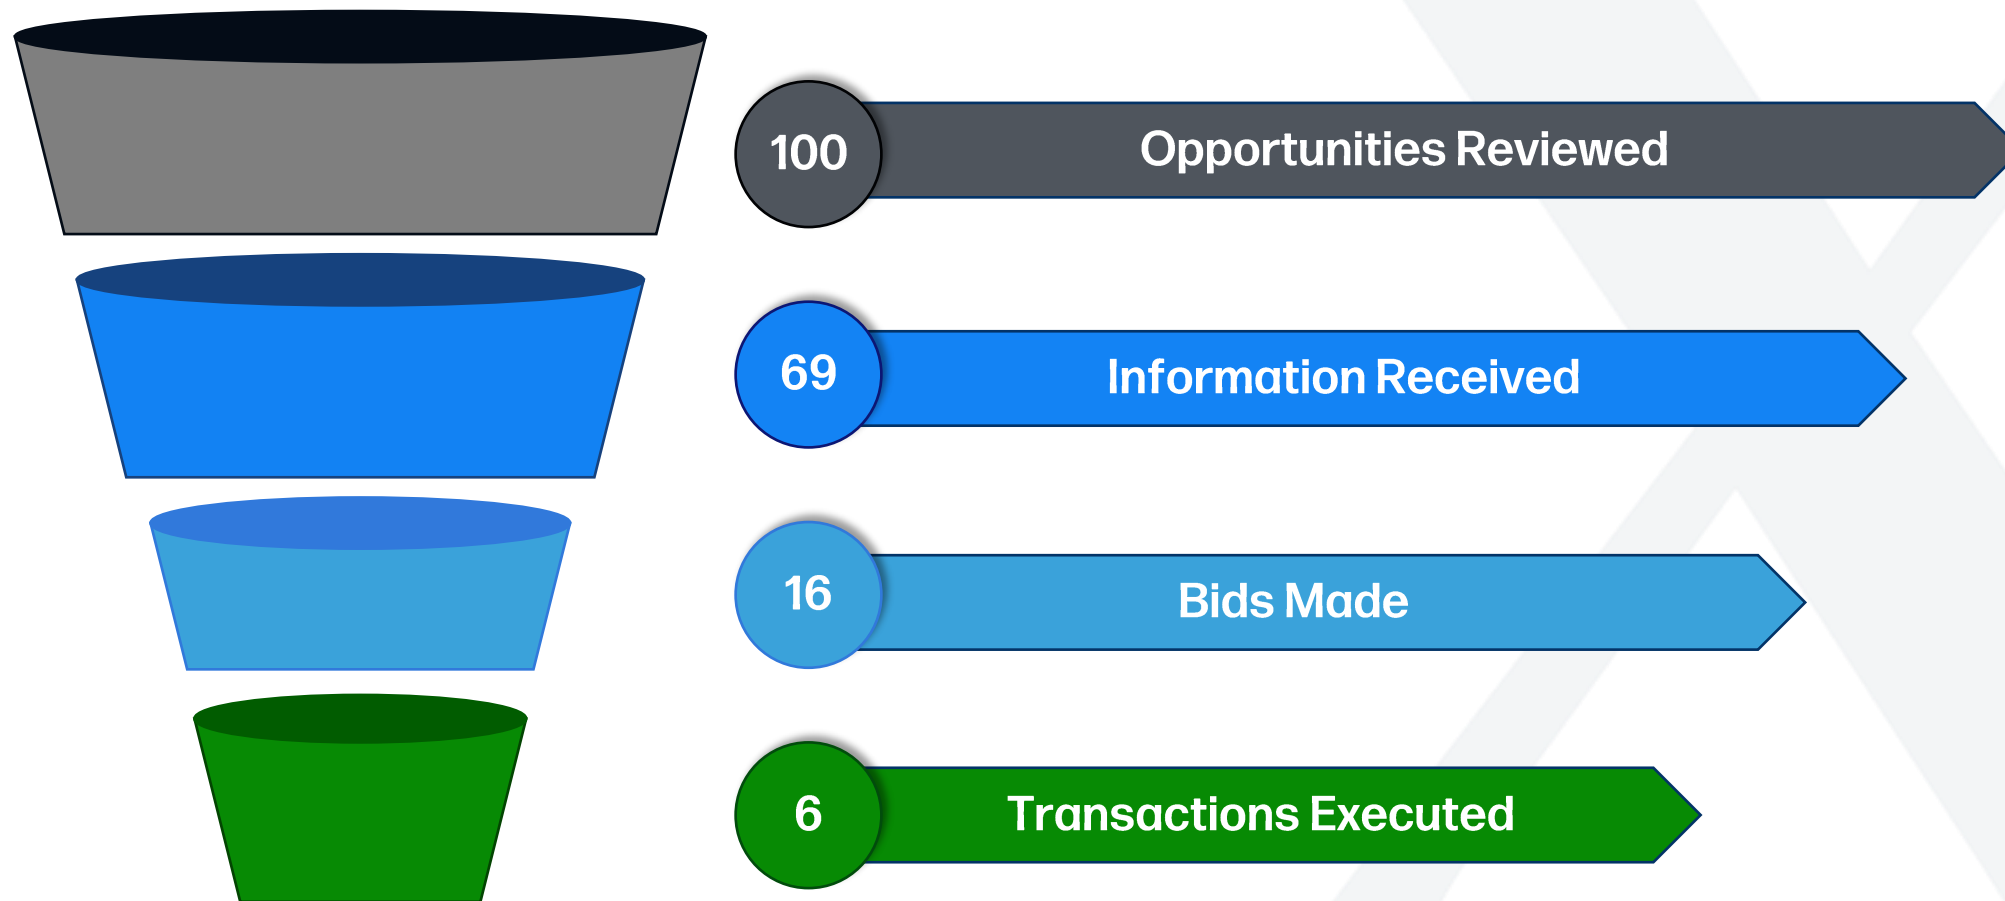 100
Opportunities Reviewed
69
Information Received
16
Bids Made
6
Transactions Executed